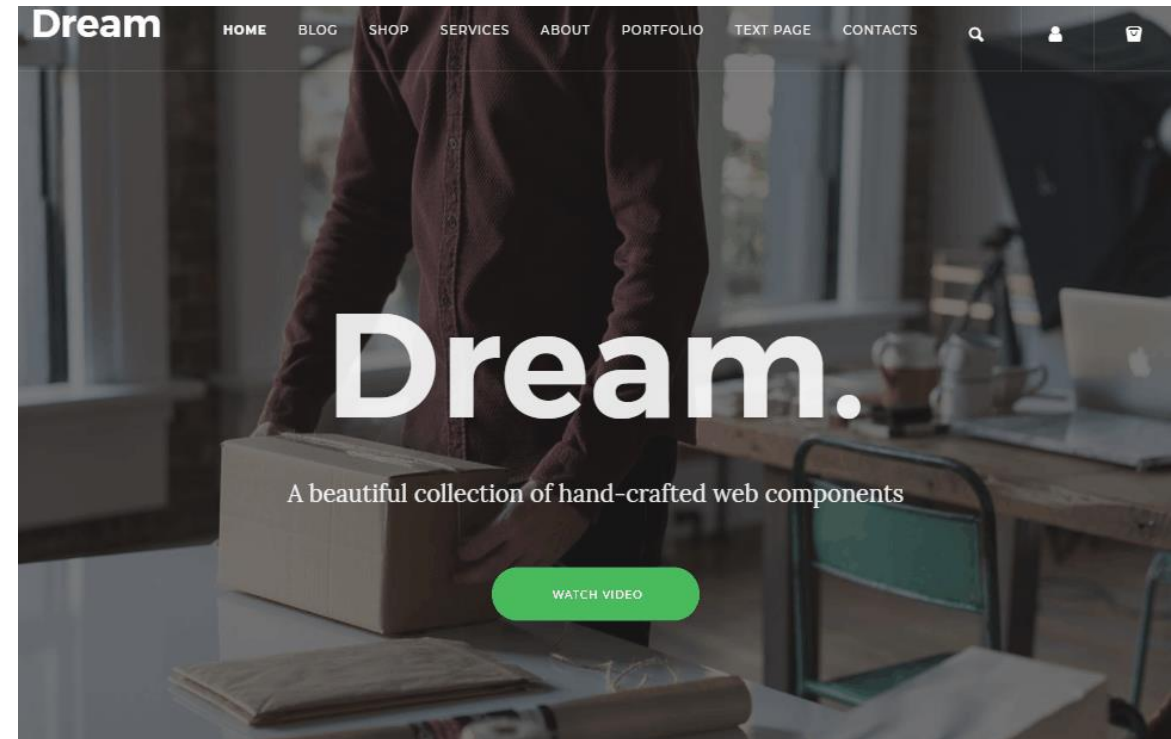 Dream
HOME BLOG SHOP SERVICES ABOUT PORTFOLIO TEXT PAGE CONTACTS
Dream.
A beautiful collection of hand-crafted web components
WATCH VIDEO